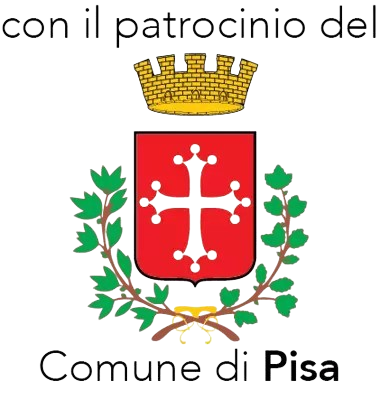 con il patrocinio del
Comune di Pisa